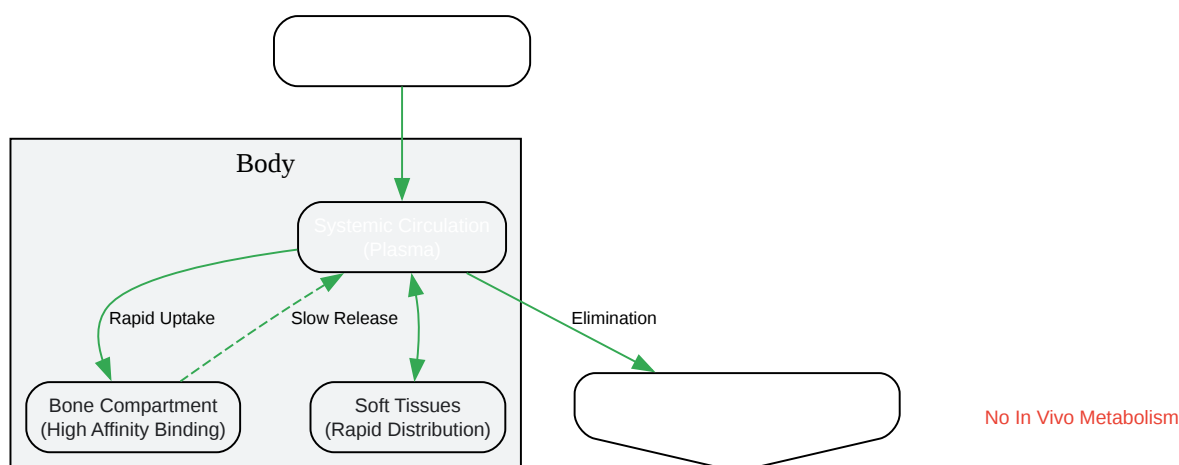 Body
Systemic Circulation
(Plasma)
Rapid Uptake
Slow Release
Elimination
Bone Compartment
(High Affinity Binding)
Soft Tissues
(Rapid Distribution)
No In Vivo Metabolism